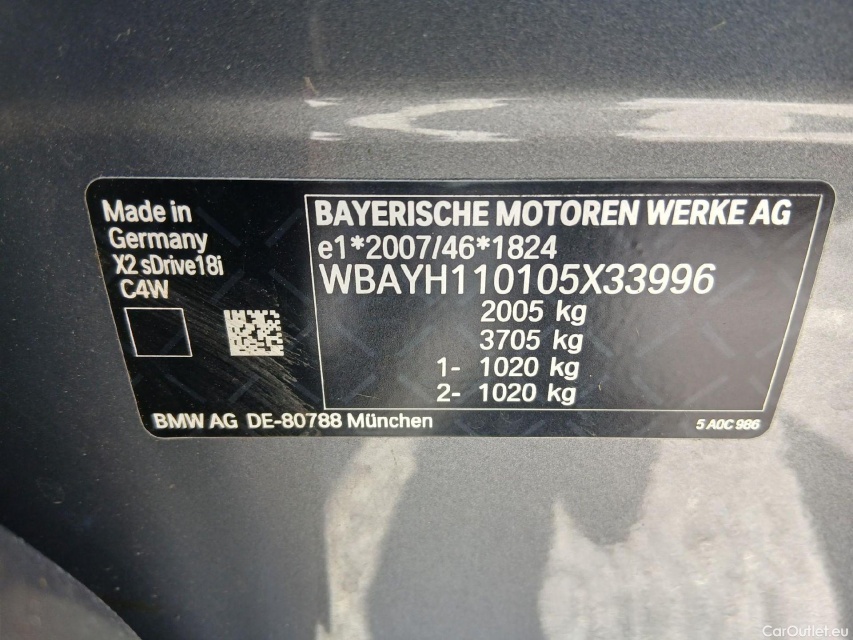 Made in
Germany
X2 sDrive18i
C4W
BAYERISCHE MOTOREN WERKE AG
e1*2007/46*1824
WBAYH110105X33996
2005 kg
3705 kg
1- 1020 kg
2- 1020 kg
BMW AG DE-80788 München
5 A0C 986
CarOutlet.eu